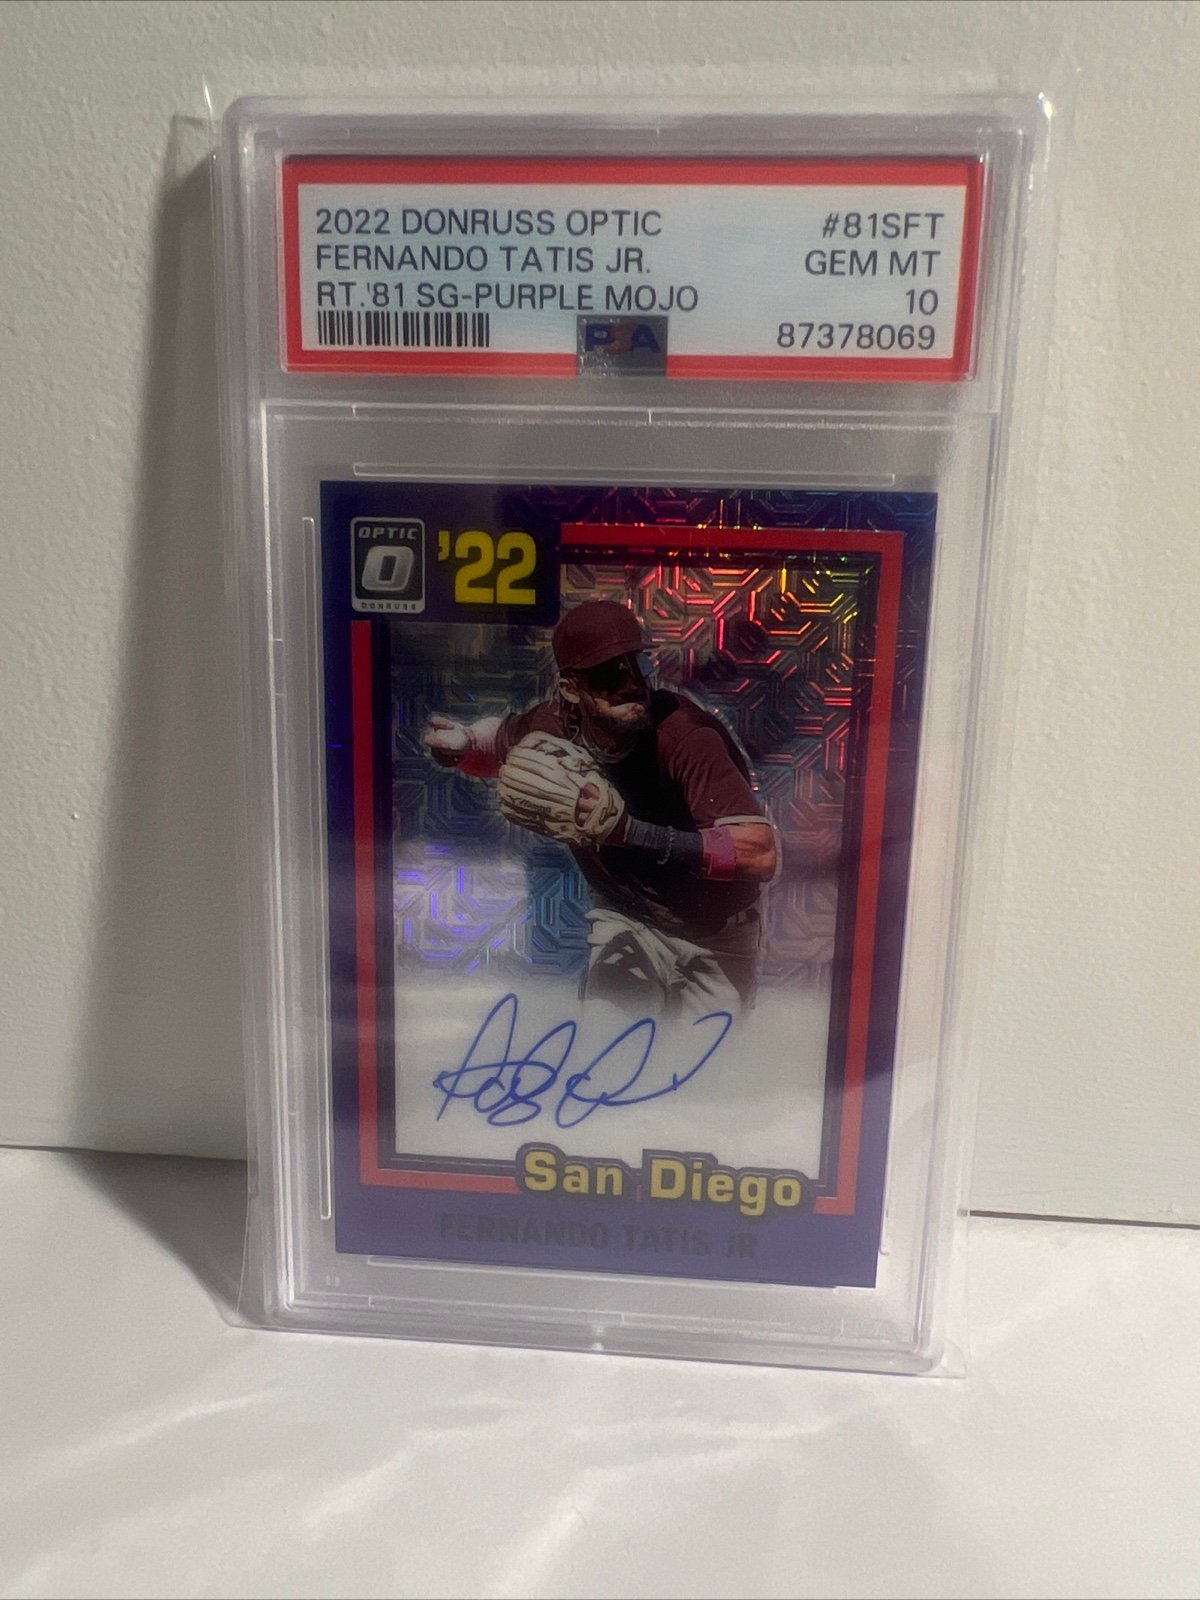 2022 DONRUSS OPTIC #81SFT
FERNANDO TATIS JR. GEM MT
RT.'81 SG-PURPLE MOJO 10
PSA 87378069
OPTIC
O
DONRUSS
'22
San Diego
FERNANDO TATIS JR